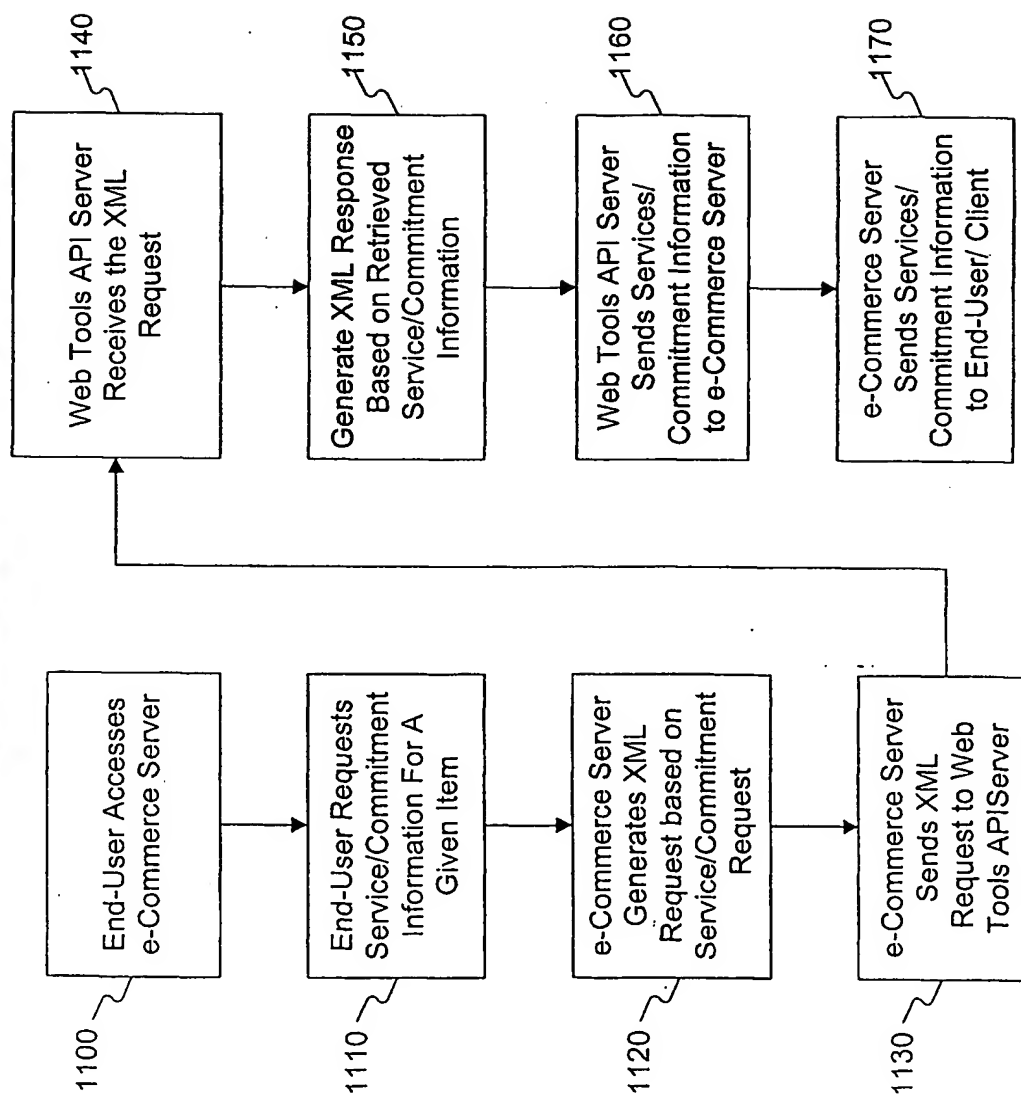 1100
End-User Accesses
e-Commerce Server
1110
End-User Requests
Service/Commitment
Information For A
Given Item
1120
e-Commerce Server
Generates XML
Request based on
Service/Commitment
Request
1130
e-Commerce Server
Sends XML
Request to Web
Tools APIServer
1140
Web Tools API Server
Receives the XML
Request
1150
Generate XML Response
Based on Retrieved
Service/Commitment
Information
1160
Web Tools API Server
Sends Services/
Commitment Information
to e-Commerce Server
1170
e-Commerce Server
Sends Services/
Commitment Information
to End-User/ Client